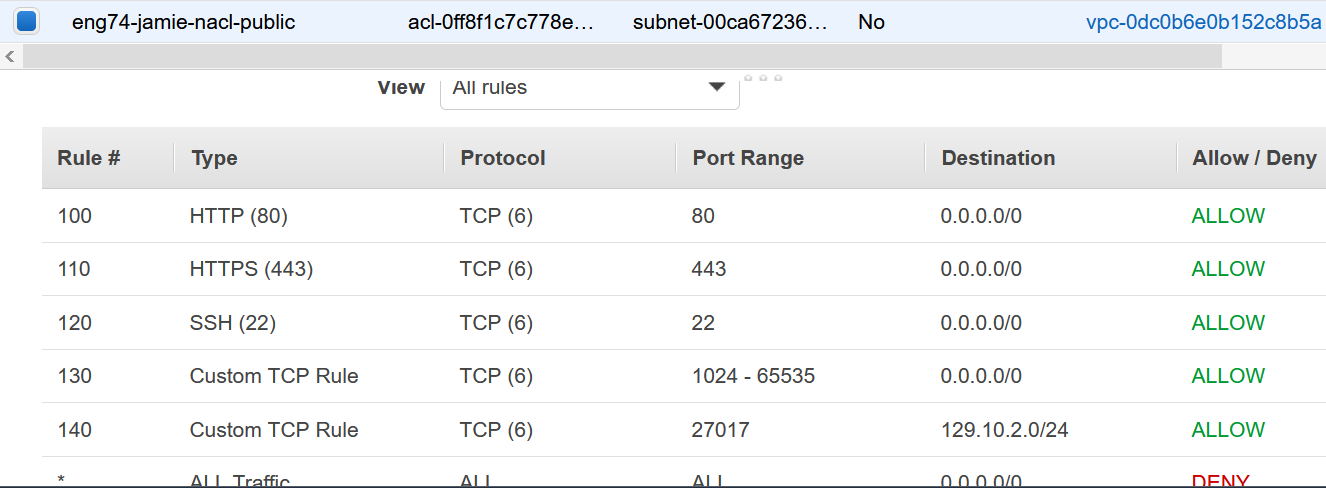 eng74-jamie-nacl-public acl-0ff8f1c7c778e… subnet-00ca67236… No vpc-0dc0b6e0b152c8b5a
View All rules
Rule # Type Protocol Port Range Destination Allow / Deny
100 HTTP (80) TCP (6) 80 0.0.0.0/0 ALLOW
110 HTTPS (443) TCP (6) 443 0.0.0.0/0 ALLOW
120 SSH (22) TCP (6) 22 0.0.0.0/0 ALLOW
130 Custom TCP Rule TCP (6) 1024 - 65535 0.0.0.0/0 ALLOW
140 Custom TCP Rule TCP (6) 27017 129.10.2.0/24 ALLOW
* ALL Traffic ALL ALL 0.0.0.0/0 DENY